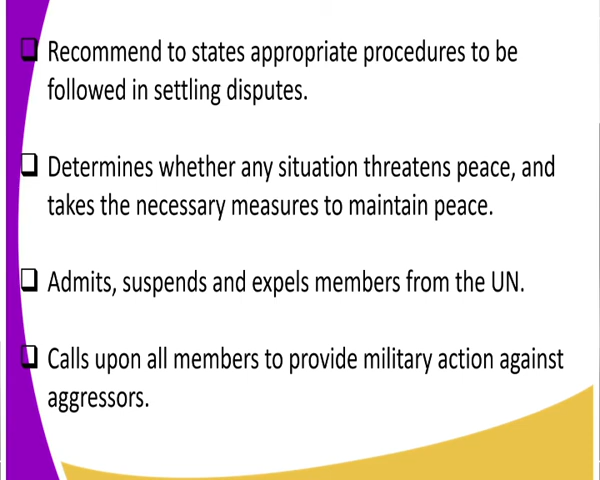 Recommend to states appropriate procedures to be
followed in settling disputes.
Determines whether any situation threatens peace, and
takes the necessary measures to maintain peace.
Admits, suspends and expels members from the UN.
Calls upon all members to provide military action against
aggressors.